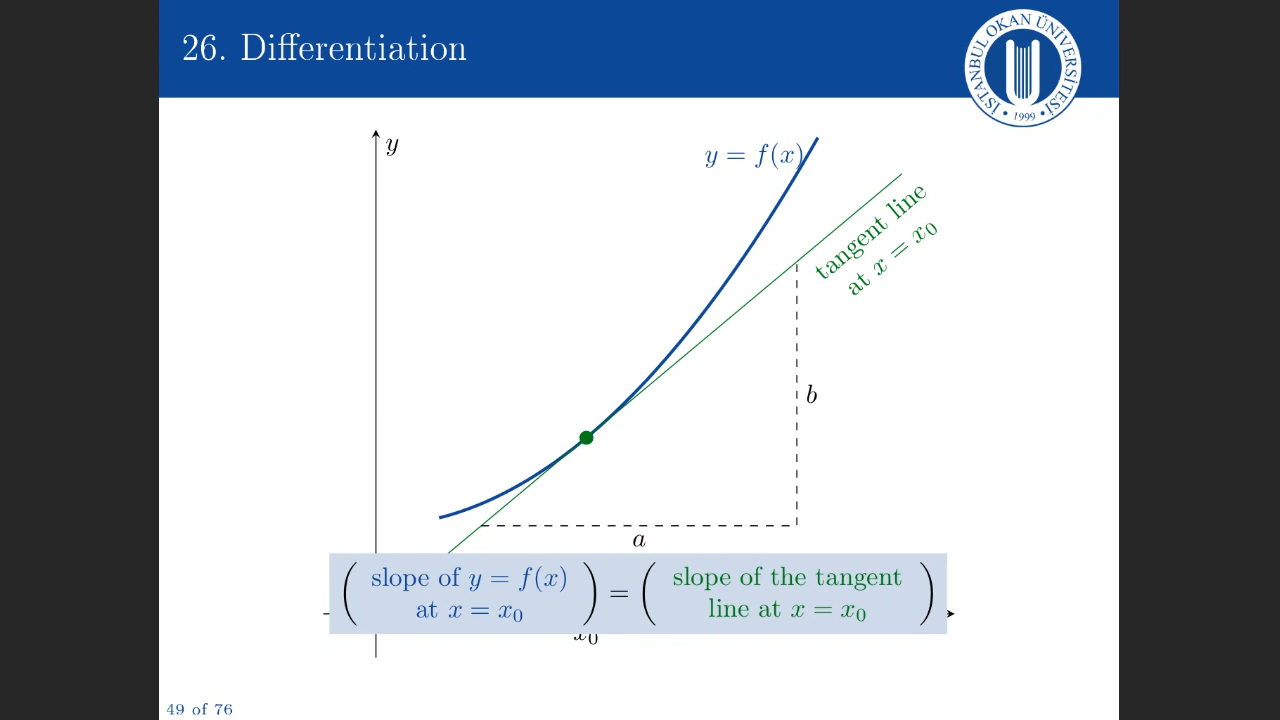 26. Differentiation
İSTANBUL OKAN ÜNİVERSİTESİ
• 1999 •
y
y = f(x)
tangent line
at x = x₀
b
a
( slope of y = f(x) at x = x₀ ) = ( slope of the tangent line at x = x₀ )
x₀
49 of 76